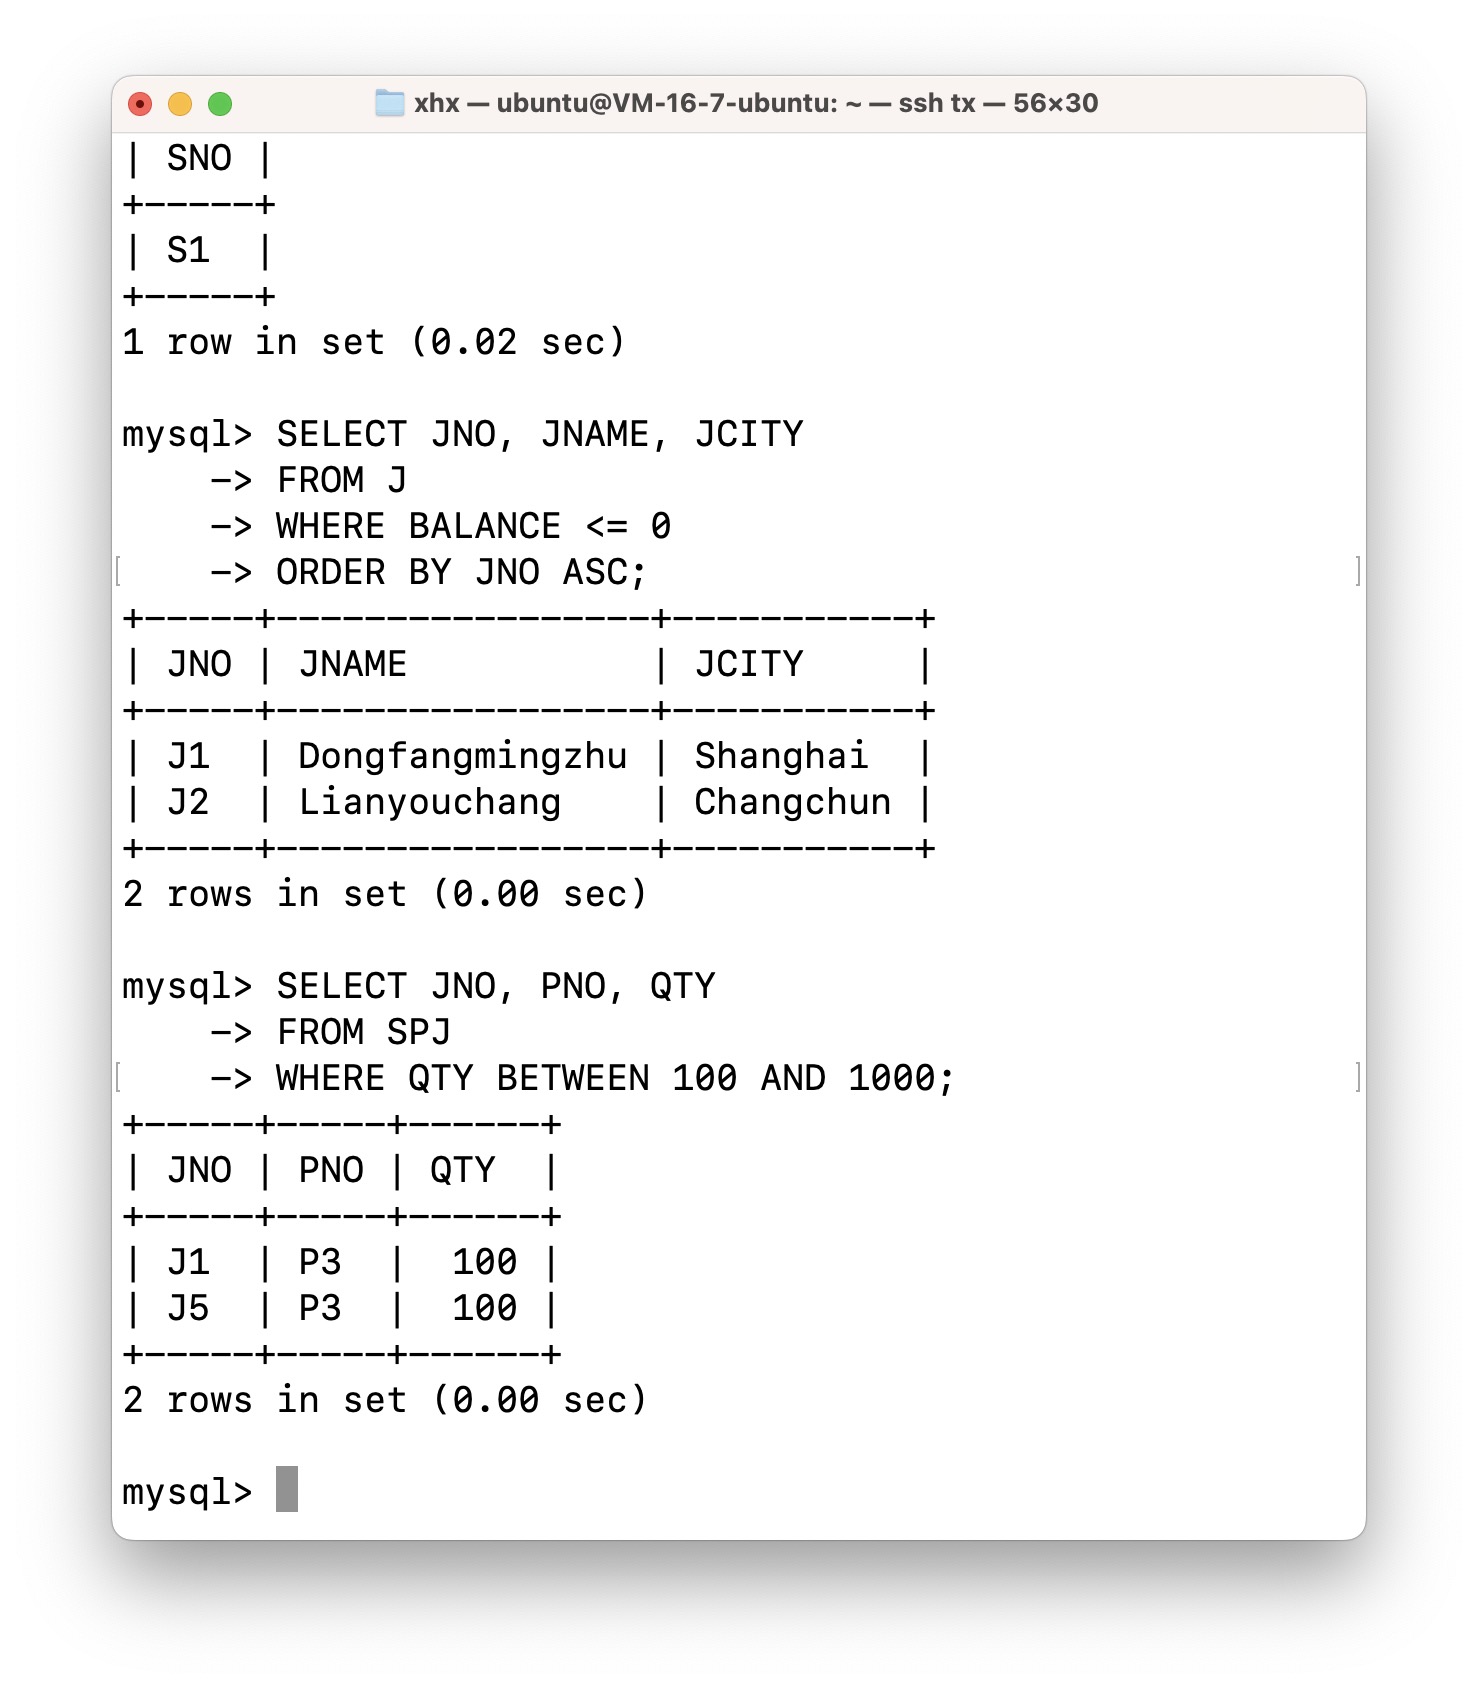 xhx — ubuntu@VM-16-7-ubuntu: ~ — ssh tx — 56×30
| SNO |
+-----+
| S1  |
+-----+
1 row in set (0.02 sec)

mysql> SELECT JNO, JNAME, JCITY
    -> FROM J
    -> WHERE BALANCE <= 0
[    -> ORDER BY JNO ASC; ]
+-----+-----------------+-----------+
| JNO | JNAME           | JCITY     |
+-----+-----------------+-----------+
| J1  | Dongfangmingzhu | Shanghai  |
| J2  | Lianyouchang    | Changchun |
+-----+-----------------+-----------+
2 rows in set (0.00 sec)

mysql> SELECT JNO, PNO, QTY
    -> FROM SPJ
[    -> WHERE QTY BETWEEN 100 AND 1000; ]
+-----+-----+------+
| JNO | PNO | QTY  |
+-----+-----+------+
| J1  | P3  |  100 |
| J5  | P3  |  100 |
+-----+-----+------+
2 rows in set (0.00 sec)

mysql>